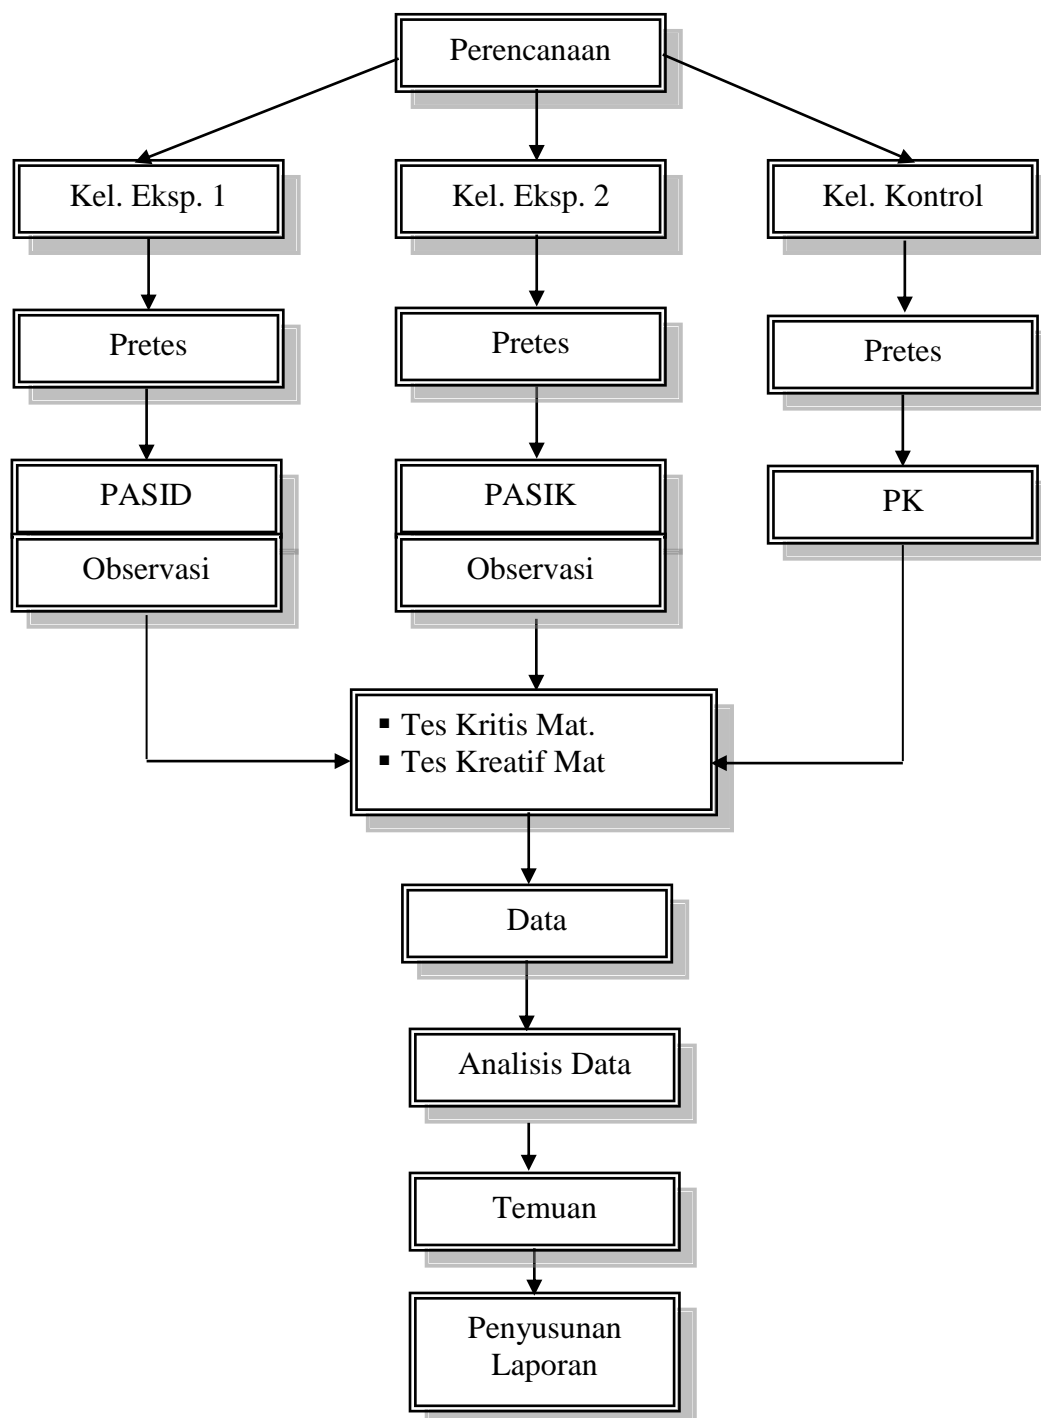 Perencanaan
Kel. Eksp. 1
Kel. Eksp. 2
Kel. Kontrol
Pretes
Pretes
Pretes
PASID
PASIK
PK
Observasi
Observasi
▪ Tes Kritis Mat.
▪ Tes Kreatif Mat
Data
Analisis Data
Temuan
Penyusunan
Laporan